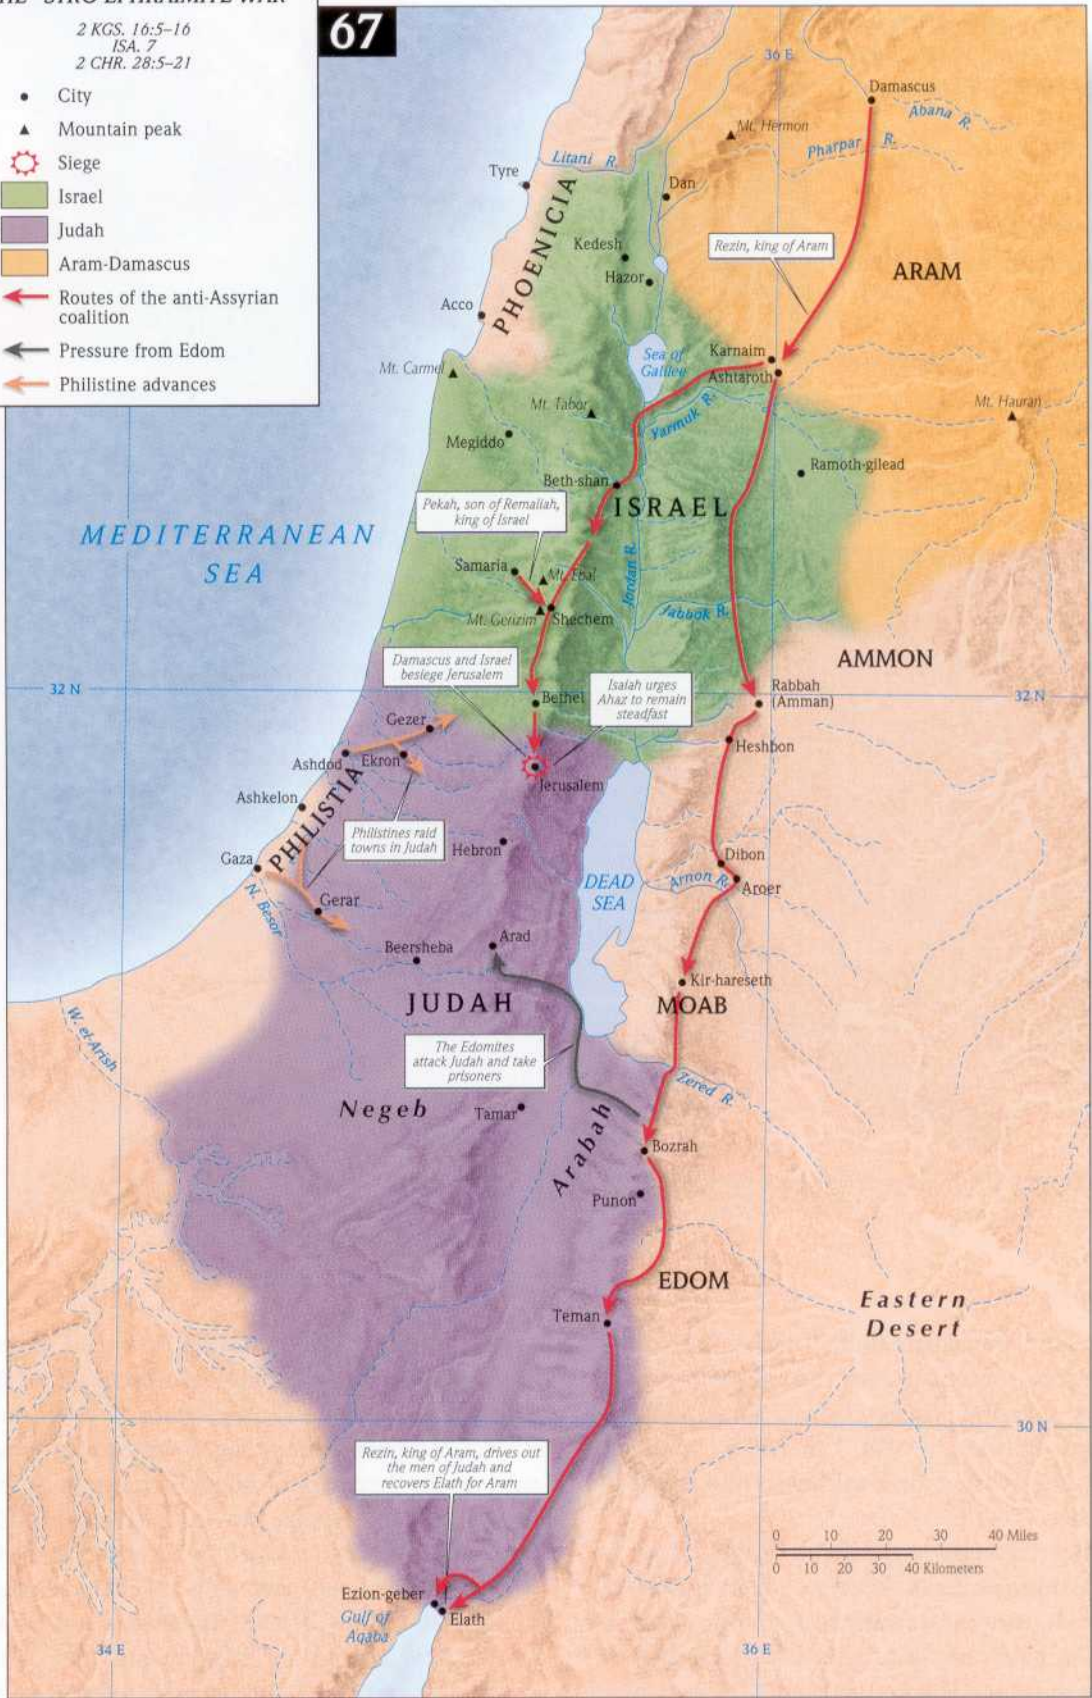 "SYRO-EPHRAIMITE WAR"
2 KGS. 16:5–16
ISA. 7
2 CHR. 28:5–21
City
Mountain peak
Siege
Israel
Judah
Aram-Damascus
Routes of the anti-Assyrian
coalition
Pressure from Edom
Philistine advances
67
36 E
Damascus
Abana R.
Mt. Hermon
Pharpar R.
Litani R.
Tyre
Dan
PHOENICIA
Kedesh
Hazor
Rezin, king of Aram
ARAM
Acco
Sea of
Galilee
Karnaim
Ashtaroth
Mt. Carmel
Mt. Tabor
Yarmuk R.
Mt. Hauran
Megiddo
Ramoth-gilead
Beth-shan
Pekah, son of Remaliah,
king of Israel
ISRAEL
MEDITERRANEAN
SEA
Samaria
Mt. Ebal
Jordan R.
Mt. Gerizim
Shechem
Jabbok R.
Damascus and Israel
besiege Jerusalem
AMMON
32 N
Bethel
Isaiah urges
Ahaz to remain
steadfast
Rabbah
(Amman)
32 N
Gezer
Heshbon
Ashdod
Ekron
Jerusalem
Ashkelon
PHILISTIA
Philistines raid
towns in Judah
Hebron
Gaza
Dibon
DEAD
SEA
Arnon R.
Aroer
N. Besor
Gerar
Beersheba
Arad
Kir-hareseth
JUDAH
MOAB
W. el-Arish
The Edomites
attack Judah and take
prisoners
Zered R.
Negeb
Tamar
Arabah
Bozrah
Punon
EDOM
Eastern
Desert
Teman
30 N
Rezin, king of Aram, drives out
the men of Judah and
recovers Elath for Aram
0 10 20 30 40 Miles
0 10 20 30 40 Kilometers
Ezion-geber
Elath
Gulf of
Aqaba
34 E
36 E